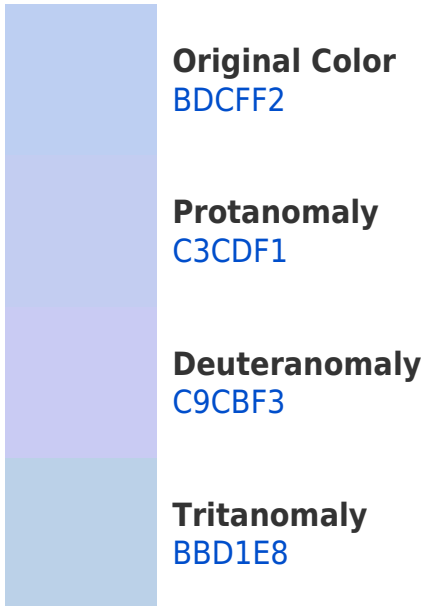 Original Color
BDCFF2
Protanomaly
C3CDF1
Deuteranomaly
C9CBF3
Tritanomaly
BBD1E8